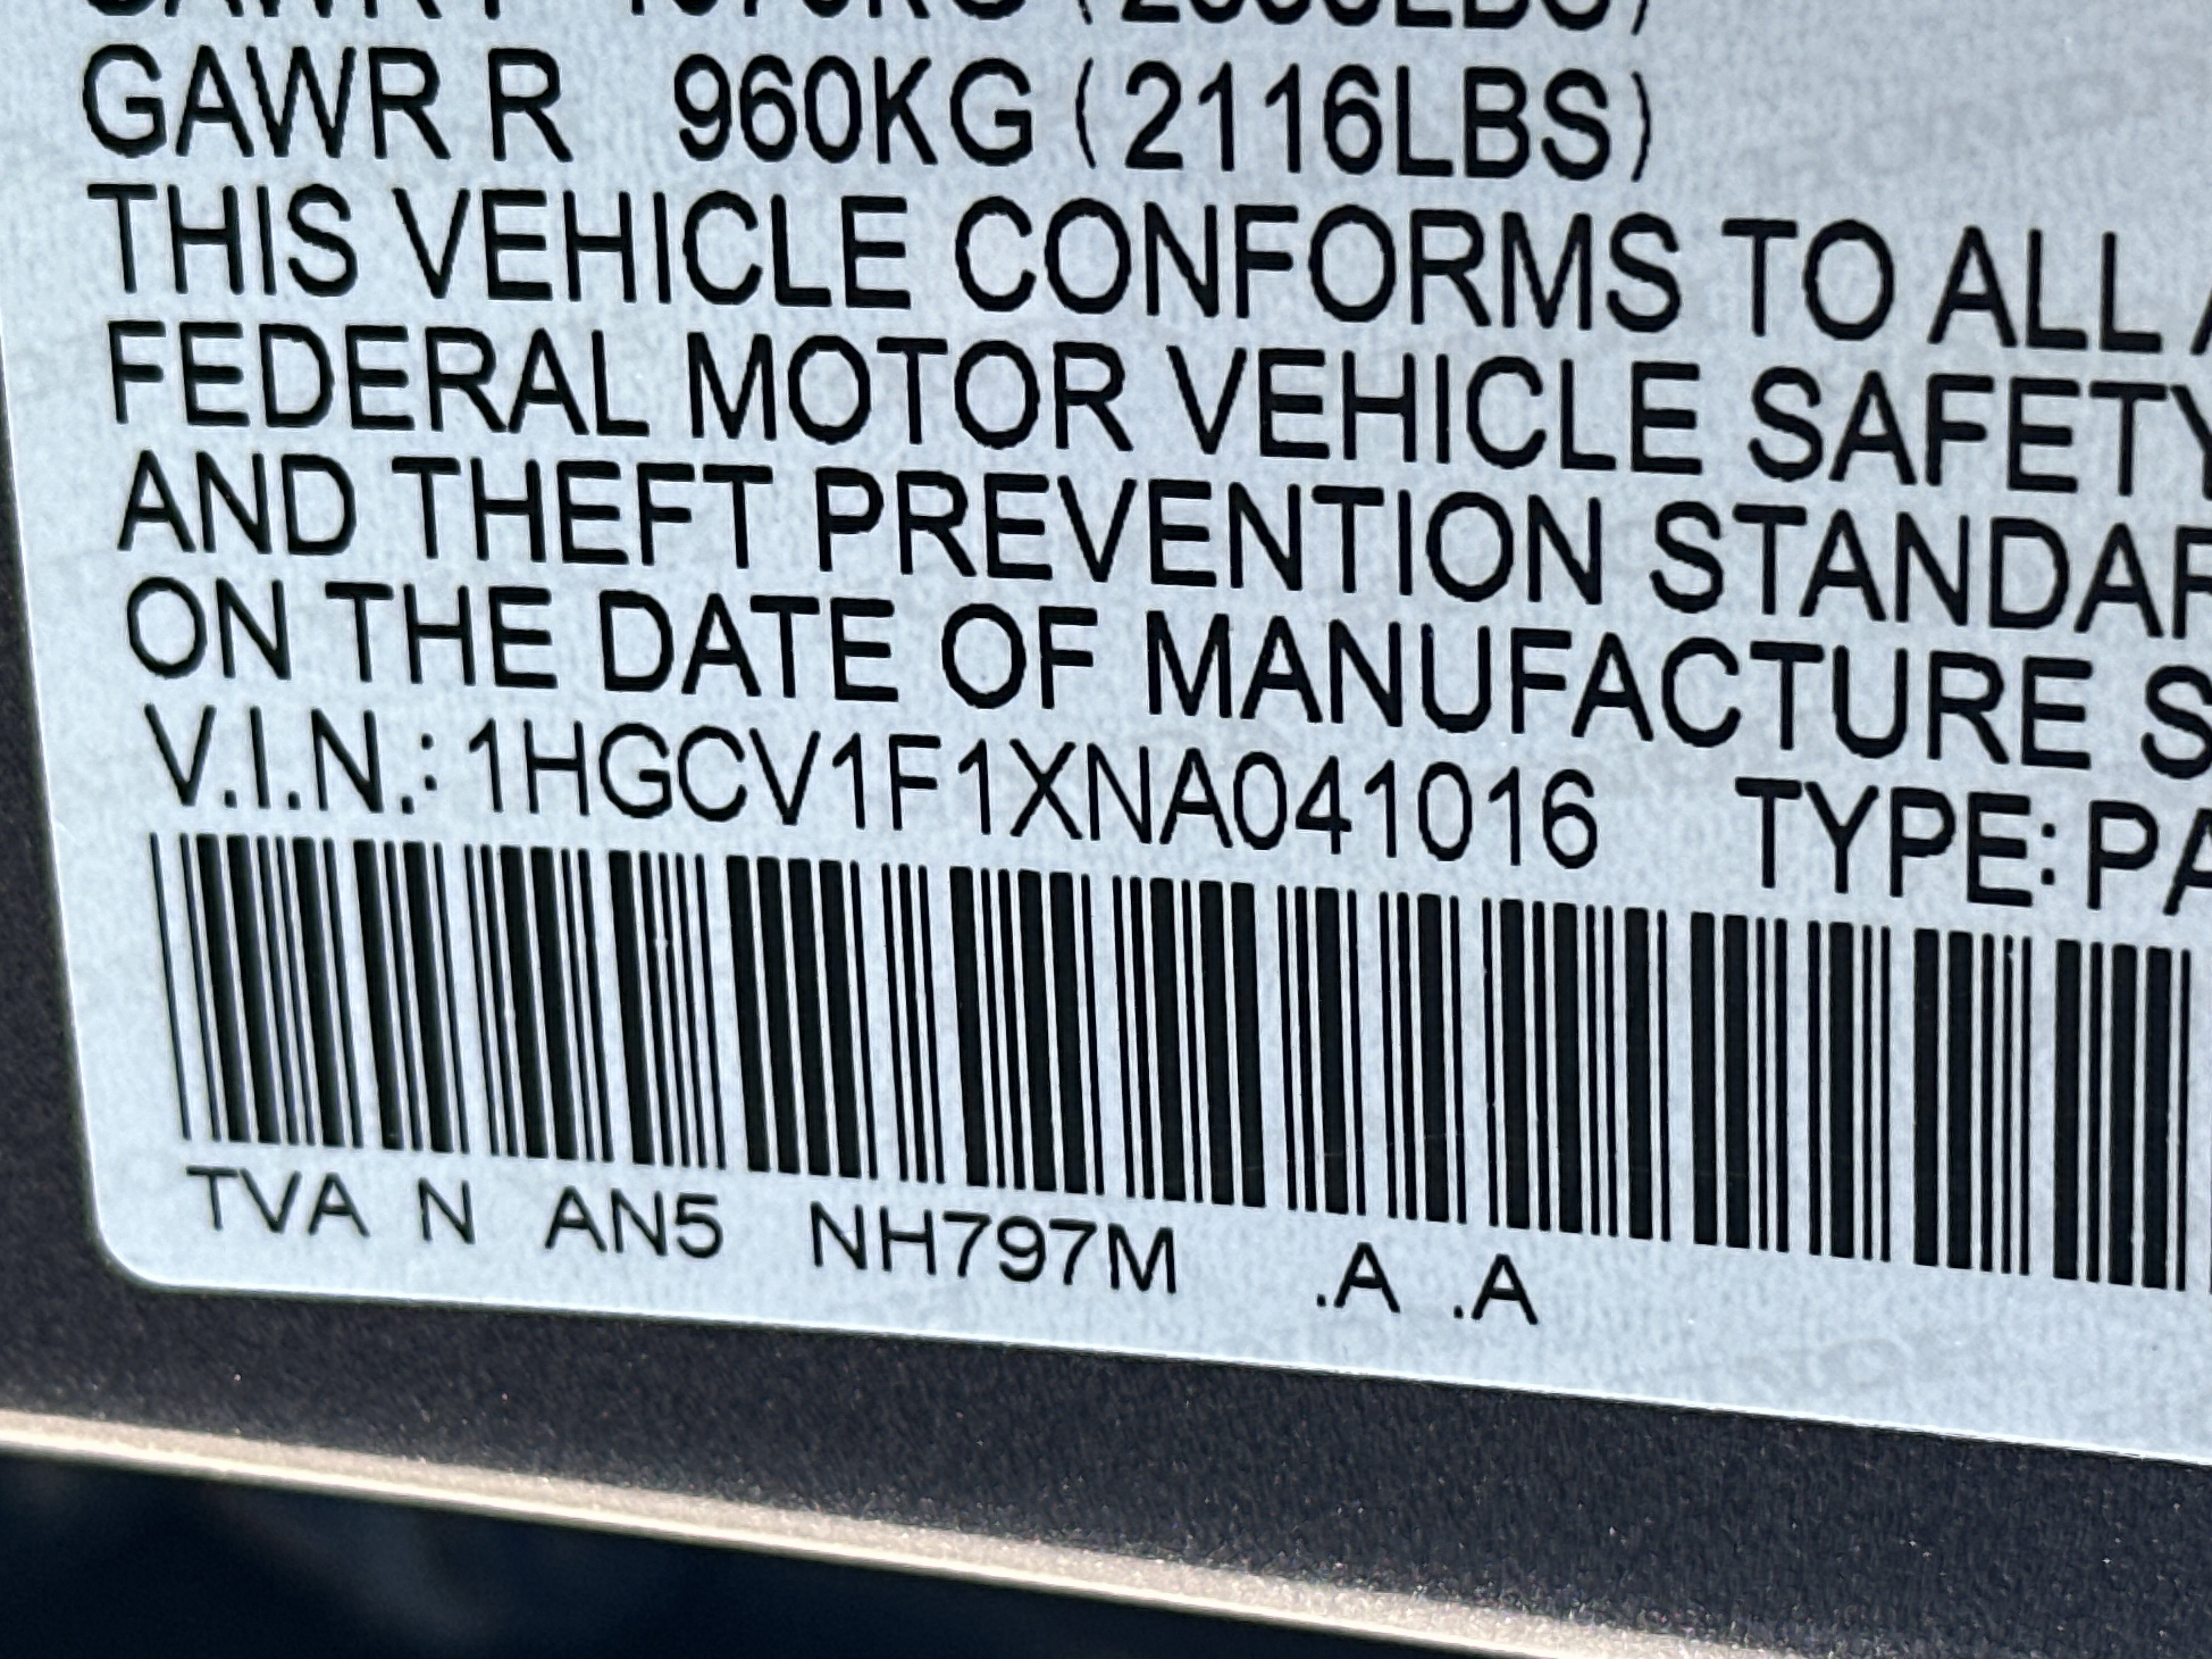 GAWR R 960KG (2116LBS)
THIS VEHICLE CONFORMS TO ALL
FEDERAL MOTOR VEHICLE SAFETY
AND THEFT PREVENTION STANDAR
ON THE DATE OF MANUFACTURE S
V.I.N.: 1HGCV1F1XNA041016 TYPE: PA
TVA N AN5 NH797M .A .A